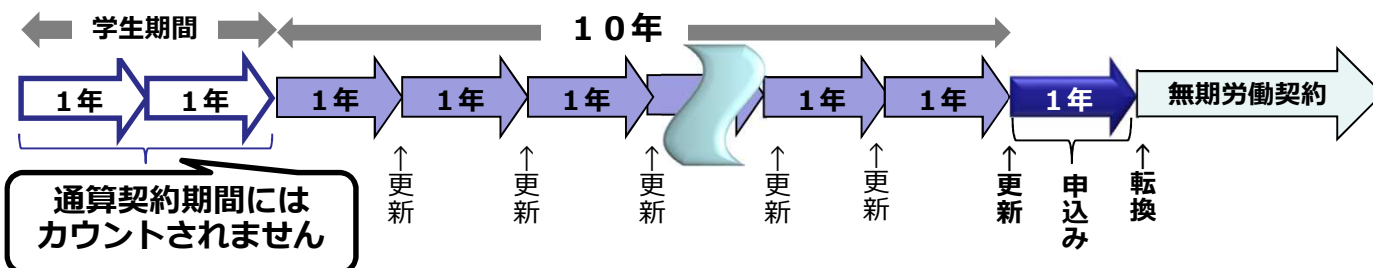 学生期間
１０年
１年
１年
１年
１年
１年
１年
１年
１年
無期労働契約
↑更新
↑更新
↑更新
↑更新
↑更新
↑更新
申込み
↑転換
通算契約期間には
カウントされません